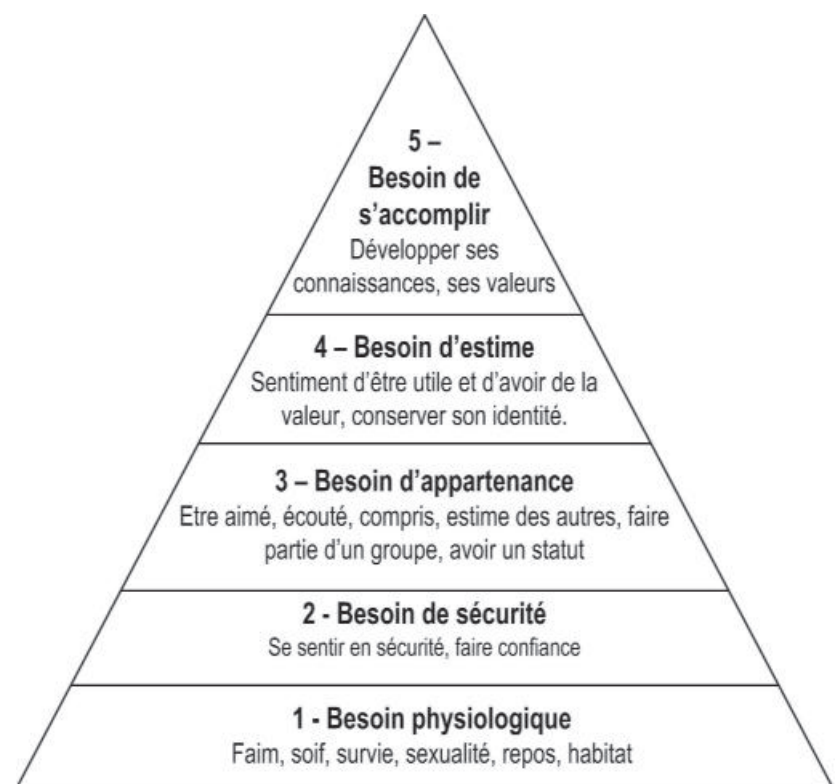 5 –
Besoin de
s’accomplir
Développer ses
connaissances, ses valeurs
4 – Besoin d’estime
Sentiment d’être utile et d’avoir de la
valeur, conserver son identité.
3 – Besoin d’appartenance
Etre aimé, écouté, compris, estime des autres, faire
partie d’un groupe, avoir un statut
2 - Besoin de sécurité
Se sentir en sécurité, faire confiance
1 - Besoin physiologique
Faim, soif, survie, sexualité, repos, habitat